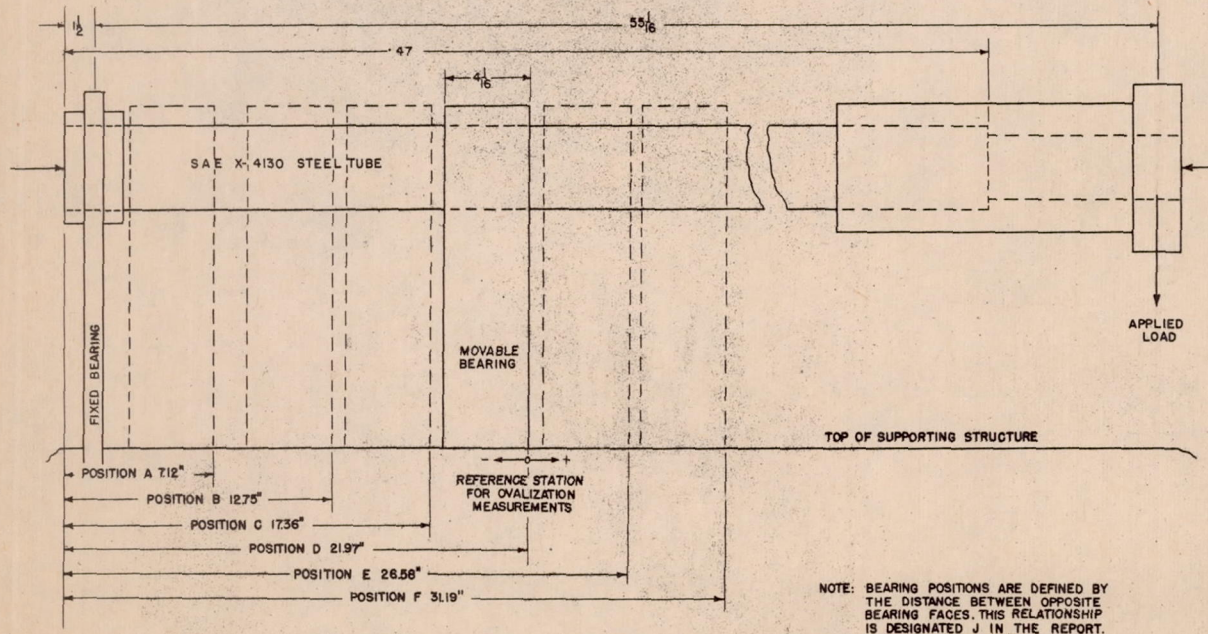 1 1/2
55 1/16
47
4 1/16
SAE X-4130 STEEL TUBE
FIXED BEARING
MOVABLE
BEARING
APPLIED
LOAD
TOP OF SUPPORTING STRUCTURE
- 0 +
REFERENCE STATION
FOR OVALIZATION
MEASUREMENTS
POSITION A 7.12"
POSITION B 12.75"
POSITION C 17.36"
POSITION D 21.97"
POSITION E 26.58"
POSITION F 31.19"
NOTE: BEARING POSITIONS ARE DEFINED BY
THE DISTANCE BETWEEN OPPOSITE
BEARING FACES. THIS RELATIONSHIP
IS DESIGNATED J IN THE REPORT.